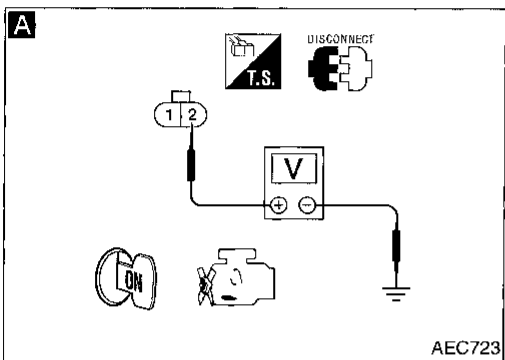 A
DISCONNECT
T.S.
1 2
V
+ −
ON
AEC723